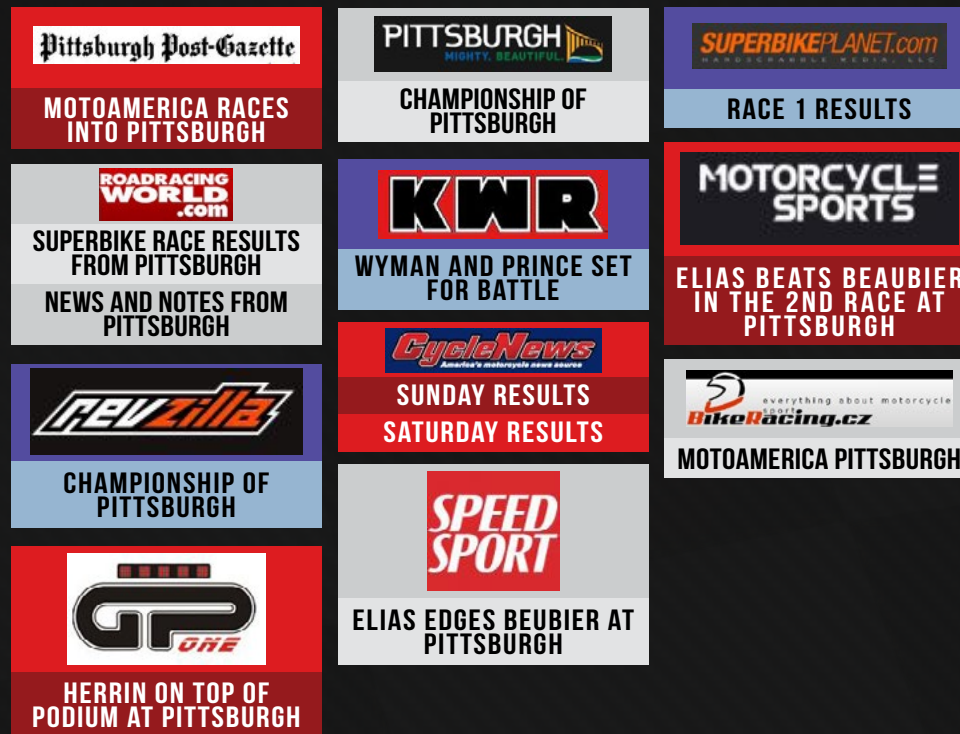 Pittsburgh Post-Gazette
MOTOAMERICA RACES
INTO PITTSBURGH
ROADRACING
WORLD
.com
SUPERBIKE RACE RESULTS
FROM PITTSBURGH
NEWS AND NOTES FROM
PITTSBURGH
revzilla
CHAMPIONSHIP OF
PITTSBURGH
GP
ONE
HERRIN ON TOP OF
PODIUM AT PITTSBURGH
PITTSBURGH
MIGHTY. BEAUTIFUL.
CHAMPIONSHIP OF
PITTSBURGH
KWR
WYMAN AND PRINCE SET
FOR BATTLE
CycleNews
America's motorcycle news source
SUNDAY RESULTS
SATURDAY RESULTS
SPEED
SPORT
ELIAS EDGES BEUBIER AT
PITTSBURGH
SUPERBIKEPLANET.com
HARDSCRABBLE MEDIA, LLC
RACE 1 RESULTS
MOTORCYCLE
SPORTS
ELIAS BEATS BEAUBIER
IN THE 2ND RACE AT
PITTSBURGH
everything about motorcycle
sport
BikeRacing.cz
MOTOAMERICA PITTSBURGH